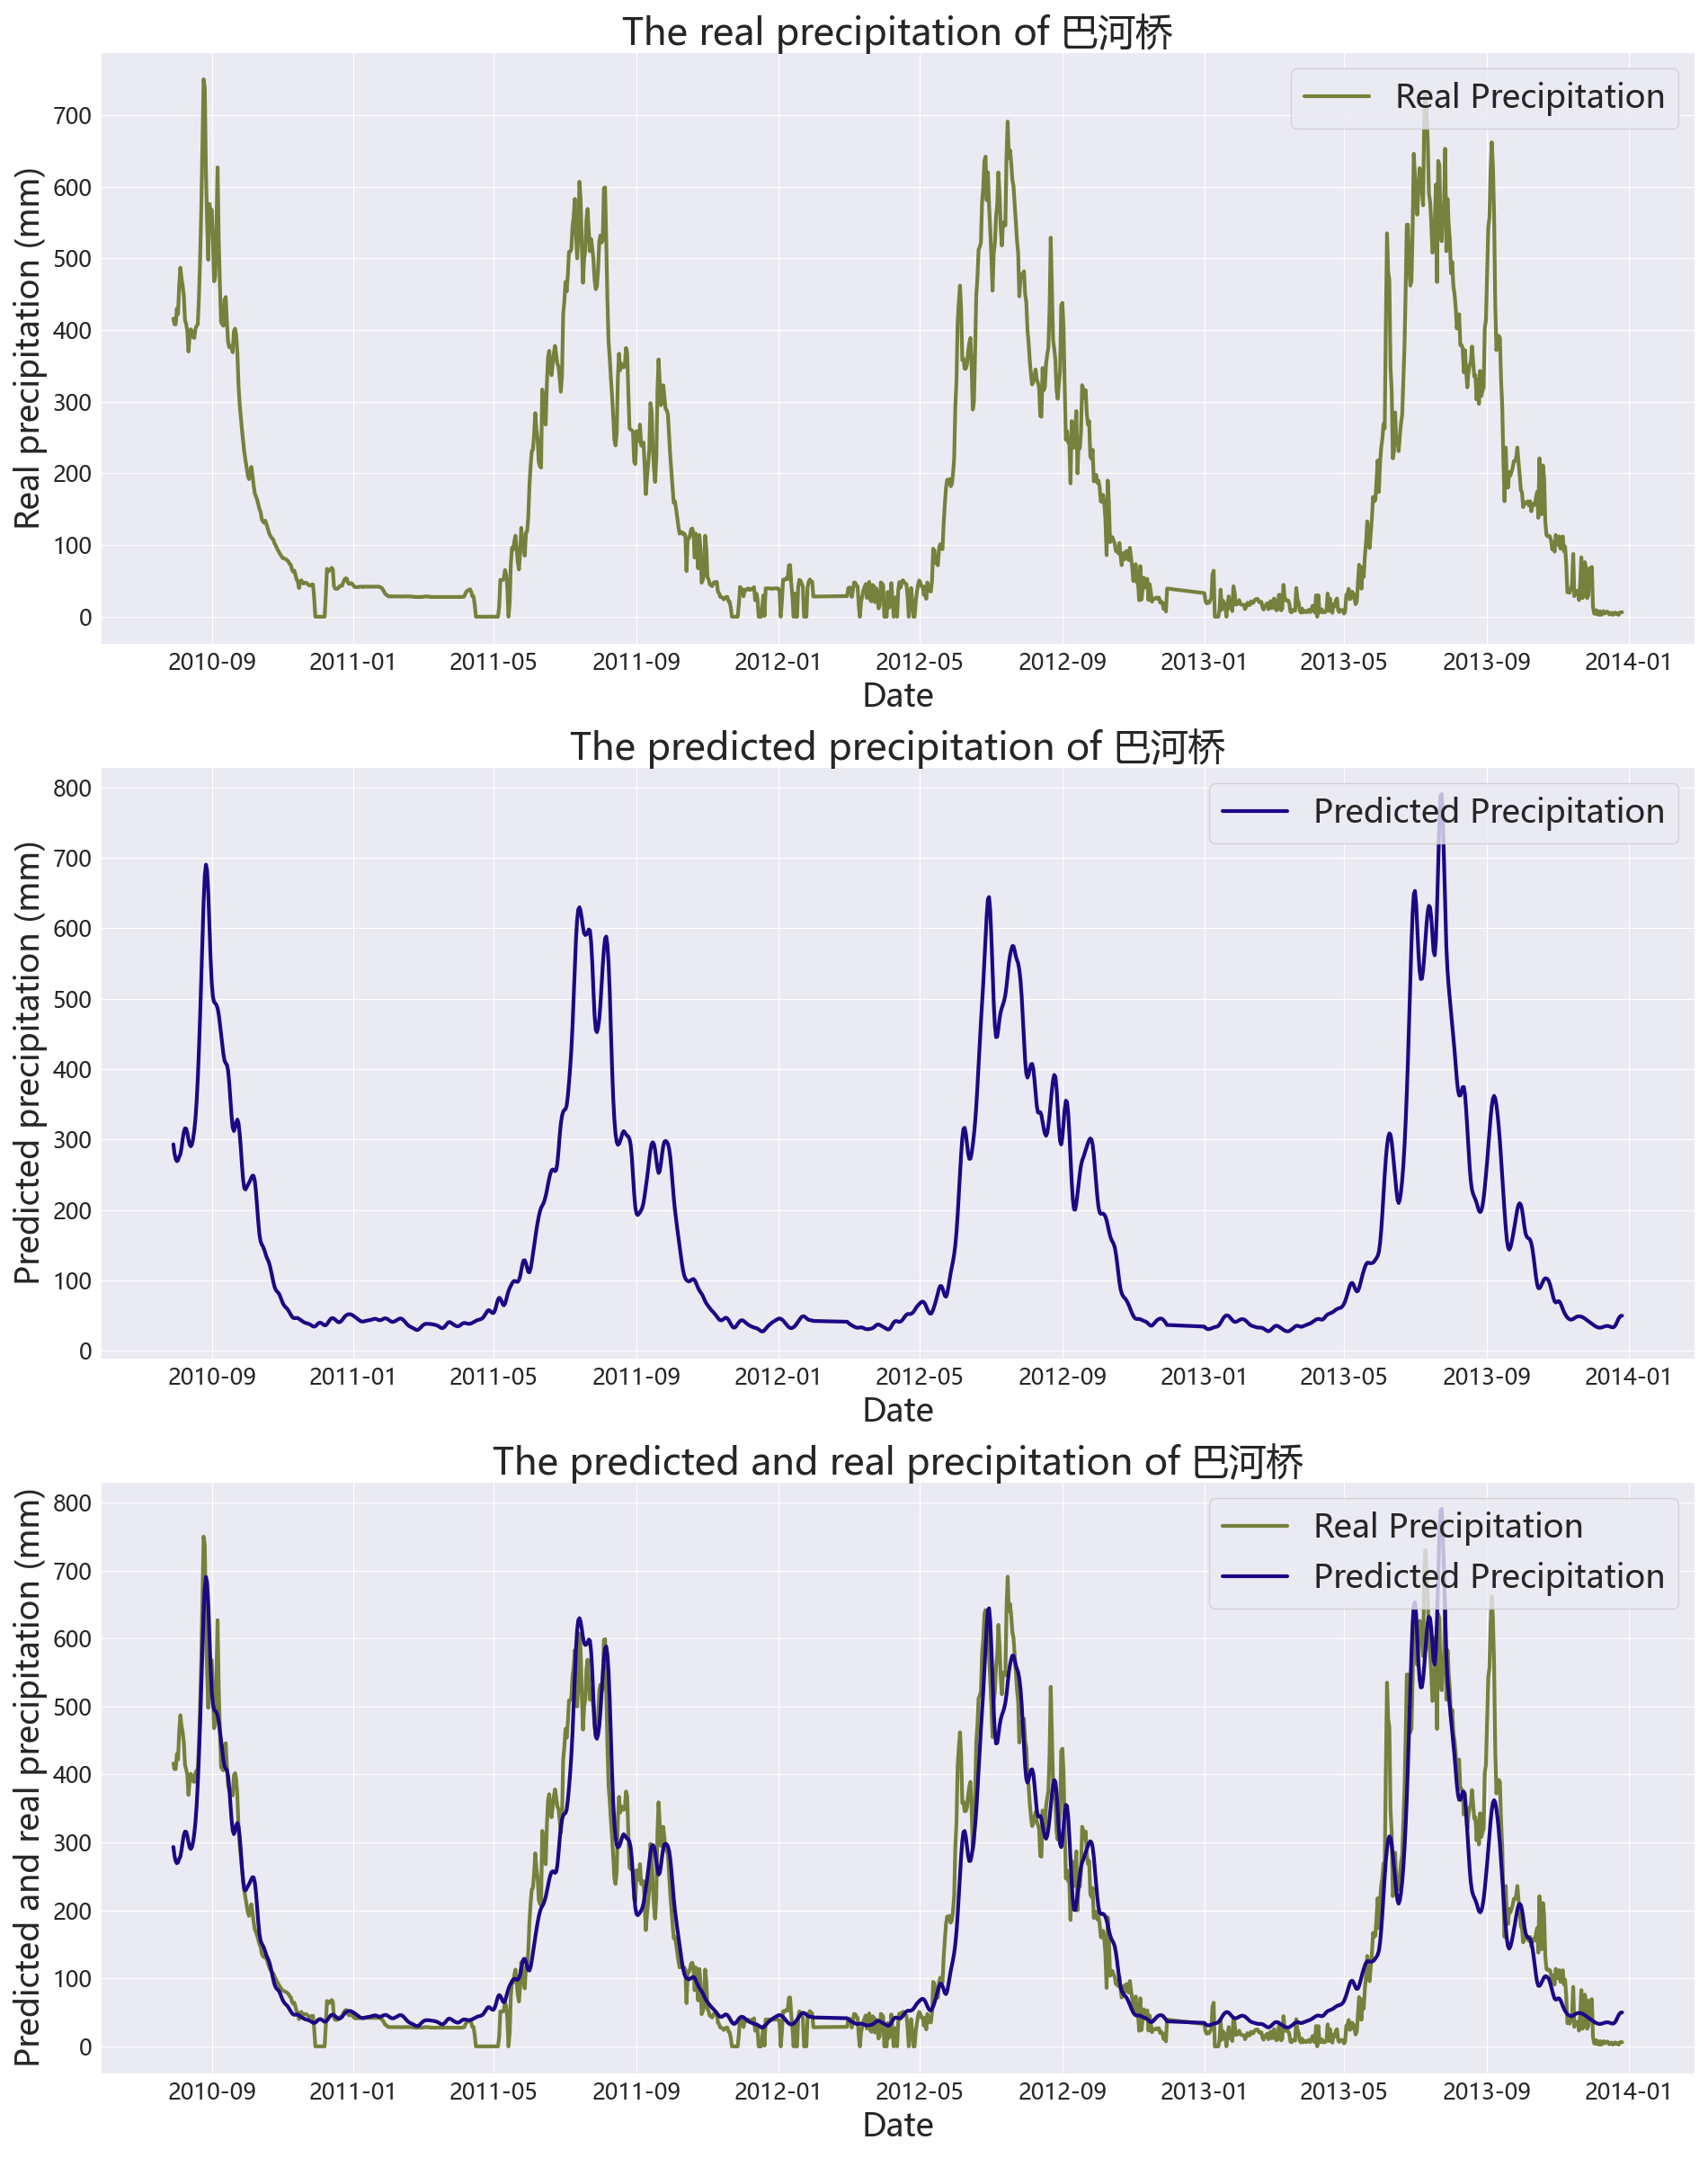 The real precipitation of 巴河桥
Real Precipitation
Real precipitation (mm)
700
600
500
400
300
200
100
0
2010-09 2011-01 2011-05 2011-09 2012-01 2012-05 2012-09 2013-01 2013-05 2013-09 2014-01
Date
The predicted precipitation of 巴河桥
Predicted Precipitation
Predicted precipitation (mm)
800
700
600
500
400
300
200
100
0
2010-09 2011-01 2011-05 2011-09 2012-01 2012-05 2012-09 2013-01 2013-05 2013-09 2014-01
Date
The predicted and real precipitation of 巴河桥
Real Precipitation
Predicted Precipitation
Predicted and real precipitation (mm)
800
700
600
500
400
300
200
100
0
2010-09 2011-01 2011-05 2011-09 2012-01 2012-05 2012-09 2013-01 2013-05 2013-09 2014-01
Date